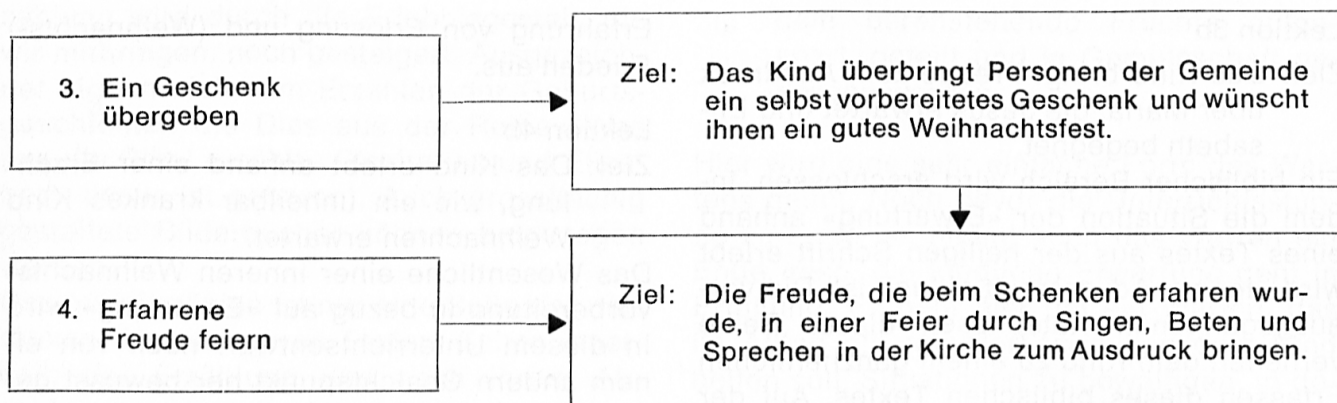 3. Ein Geschenk
übergeben
Ziel: Das Kind überbringt Personen der Gemeinde
ein selbst vorbereitetes Geschenk und wünscht
ihnen ein gutes Weihnachtsfest.
4. Erfahrene
Freude feiern
Ziel: Die Freude, die beim Schenken erfahren wur-
de, in einer Feier durch Singen, Beten und
Sprechen in der Kirche zum Ausdruck bringen.